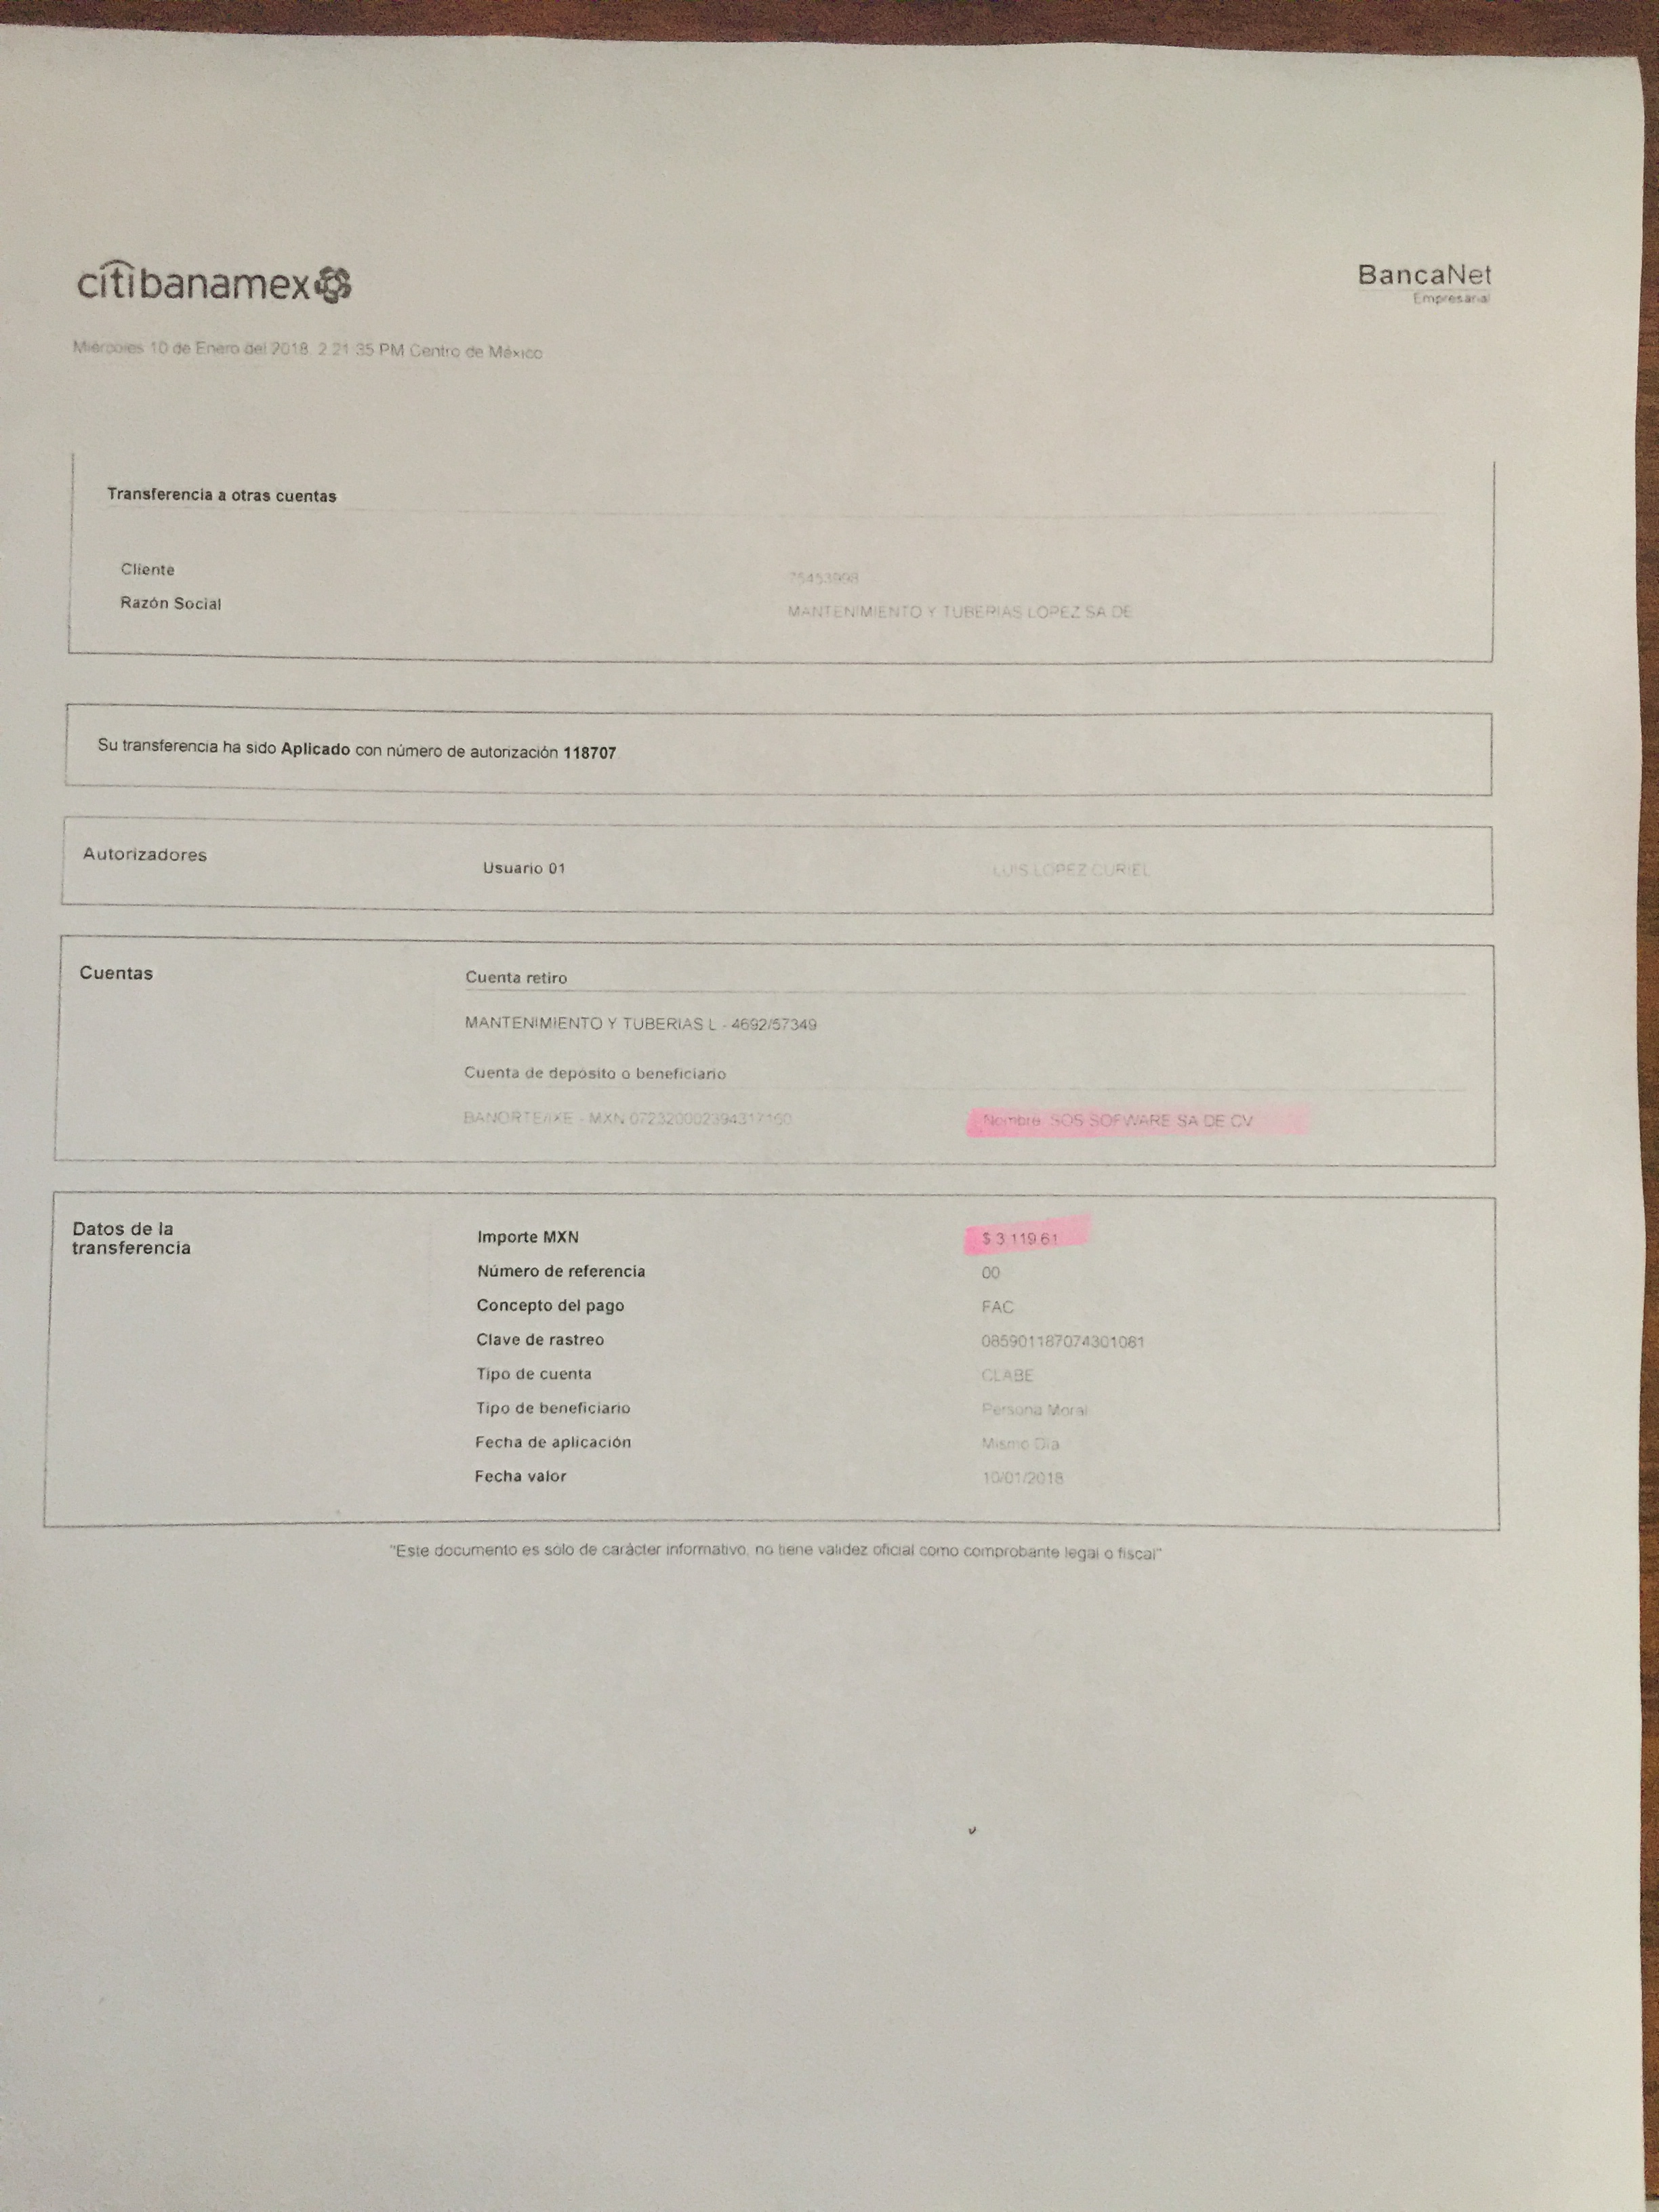 citibanamex
BancaNet
Empresarial
Miércoles 10 de Enero del 2018, 2:21:35 PM Centro de México
Transferencia a otras cuentas
Cliente 75453998
Razón Social MANTENIMIENTO Y TUBERIAS LOPEZ SA DE
Su transferencia ha sido Aplicado con número de autorización 118707
Autorizadores Usuario 01 LUIS LOPEZ CURIEL
Cuentas Cuenta retiro
MANTENIMIENTO Y TUBERIAS L - 4692/57349
Cuenta de depósito o beneficiario
BANORTE/IXE - MXN Nombre: SOS SOFWARE SA DE CV
Datos de la transferencia
Importe MXN $ 3,119.61
Número de referencia 00
Concepto del pago FAC
Clave de rastreo 085901187074301081
Tipo de cuenta CLABE
Tipo de beneficiario Persona Moral
Fecha de aplicación Mismo Día
Fecha valor 10/01/2018
"Este documento es sólo de carácter informativo, no tiene validez oficial como comprobante legal o fiscal"